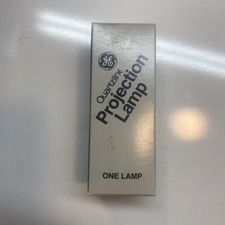 GE
Quartzline
Projection
Lamp
ONE LAMP